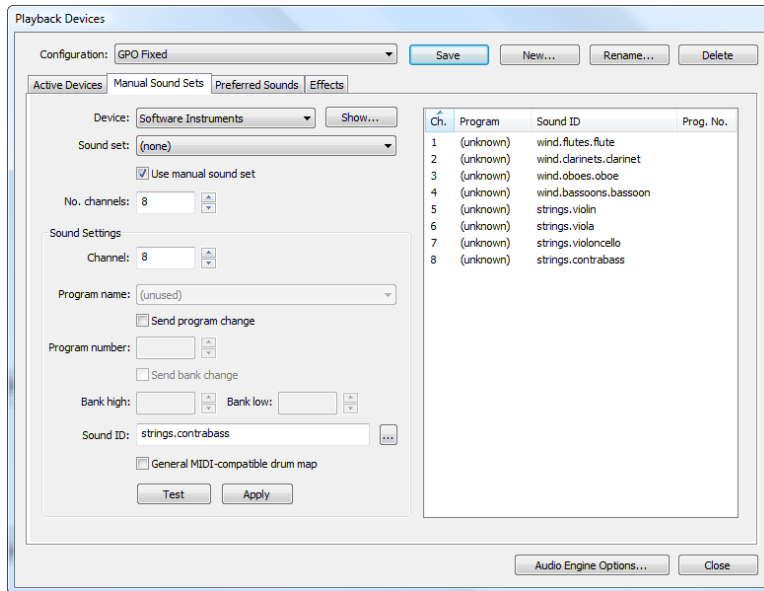 Playback Devices
Configuration: GPO Fixed Save New... Rename... Delete
Active Devices Manual Sound Sets Preferred Sounds Effects
Device: Software Instruments Show...
Sound set: (none)
Use manual sound set
No. channels: 8
Sound Settings
Channel: 8
Program name: (unused)
Send program change
Program number:
Send bank change
Bank high: Bank low:
Sound ID: strings.contrabass ...
General MIDI-compatible drum map
Test Apply
Ch. Program Sound ID Prog. No.
1 (unknown) wind.flutes.flute
2 (unknown) wind.clarinets.clarinet
3 (unknown) wind.oboes.oboe
4 (unknown) wind.bassoons.bassoon
5 (unknown) strings.violin
6 (unknown) strings.viola
7 (unknown) strings.violoncello
8 (unknown) strings.contrabass
Audio Engine Options... Close